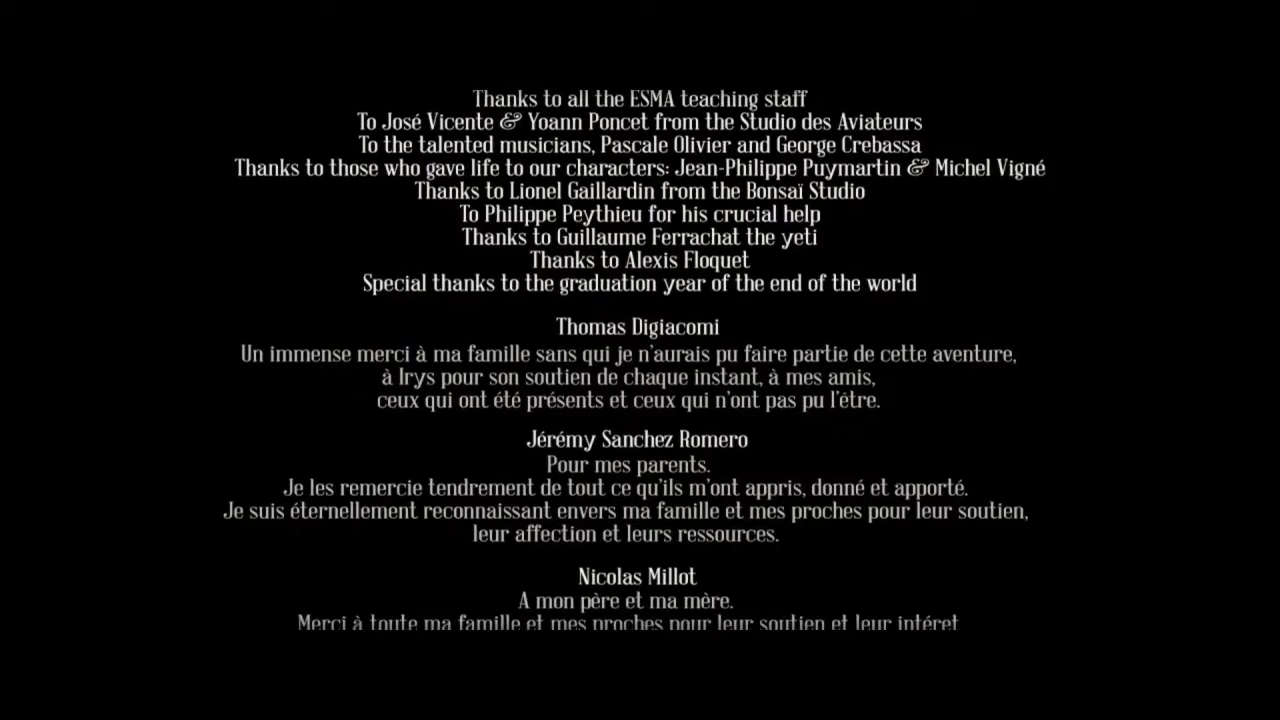 Thanks to all the ESMA teaching staff
To José Vicente & Yoann Poncet from the Studio des Aviateurs
To the talented musicians, Pascale Olivier and George Crebassa
Thanks to those who gave life to our characters: Jean-Philippe Puymartin & Michel Vigné
Thanks to Lionel Gaillardin from the Bonsaï Studio
To Philippe Peythieu for his crucial help
Thanks to Guillaume Ferrachat the yeti
Thanks to Alexis Floquet
Special thanks to the graduation year of the end of the world
Thomas Digiacomi
Un immense merci à ma famille sans qui je n'aurais pu faire partie de cette aventure,
à Irys pour son soutien de chaque instant, à mes amis,
ceux qui ont été présents et ceux qui n'ont pas pu l'être.
Jérémy Sanchez Romero
Pour mes parents.
Je les remercie tendrement de tout ce qu'ils m'ont appris, donné et apporté.
Je suis éternellement reconnaissant envers ma famille et mes proches pour leur soutien,
leur affection et leurs ressources.
Nicolas Millot
A mon père et ma mère.
Merci à toute ma famille et mes proches pour leur soutien et leur intéret